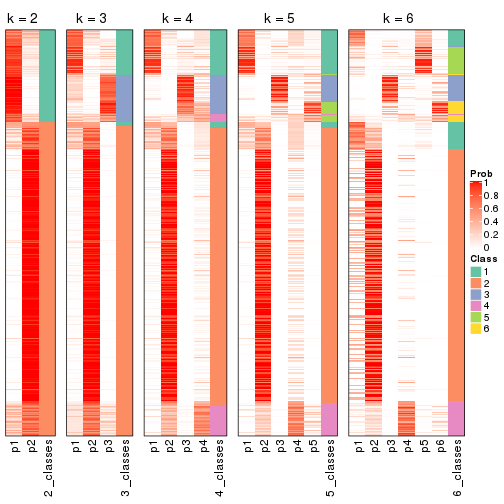 k = 2
k = 3
k = 4
k = 5
k = 6
Prob
1
0.8
0.6
0.4
0.2
0
Class
1
2
3
4
5
6
p1
p2
2_classes
p1
p2
p3
3_classes
p1
p2
p3
p4
4_classes
p1
p2
p3
p4
p5
5_classes
p1
p2
p3
p4
p5
p6
6_classes